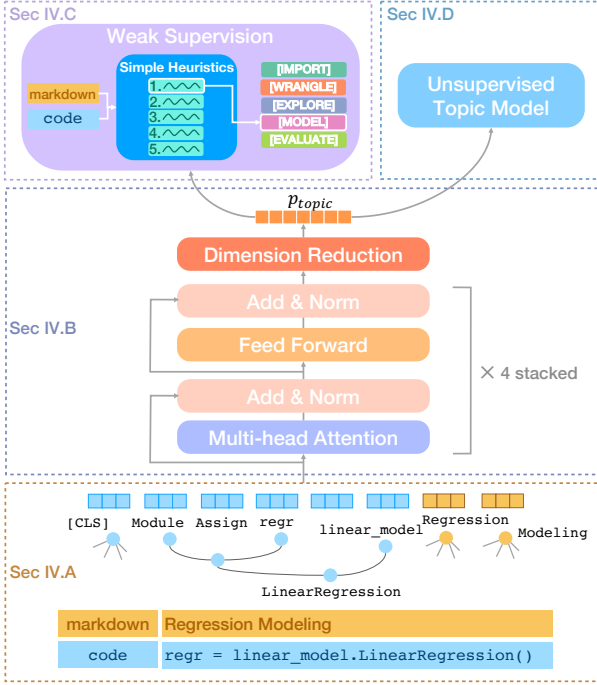 Sec IV.C
Sec IV.D
Weak Supervision
Simple Heuristics
markdown
code
1.
2.
3.
4.
5.
[IMPORT]
[WRANGLE]
[EXPLORE]
[MODEL]
[EVALUATE]
Unsupervised
Topic Model
p_topic
Dimension Reduction
Add & Norm
Sec IV.B
Feed Forward
× 4 stacked
Add & Norm
Multi-head Attention
[CLS]
Module
Assign
regr
linear_model
Regression
Modeling
Sec IV.A
LinearRegression
markdown
Regression Modeling
code
regr = linear_model.LinearRegression()